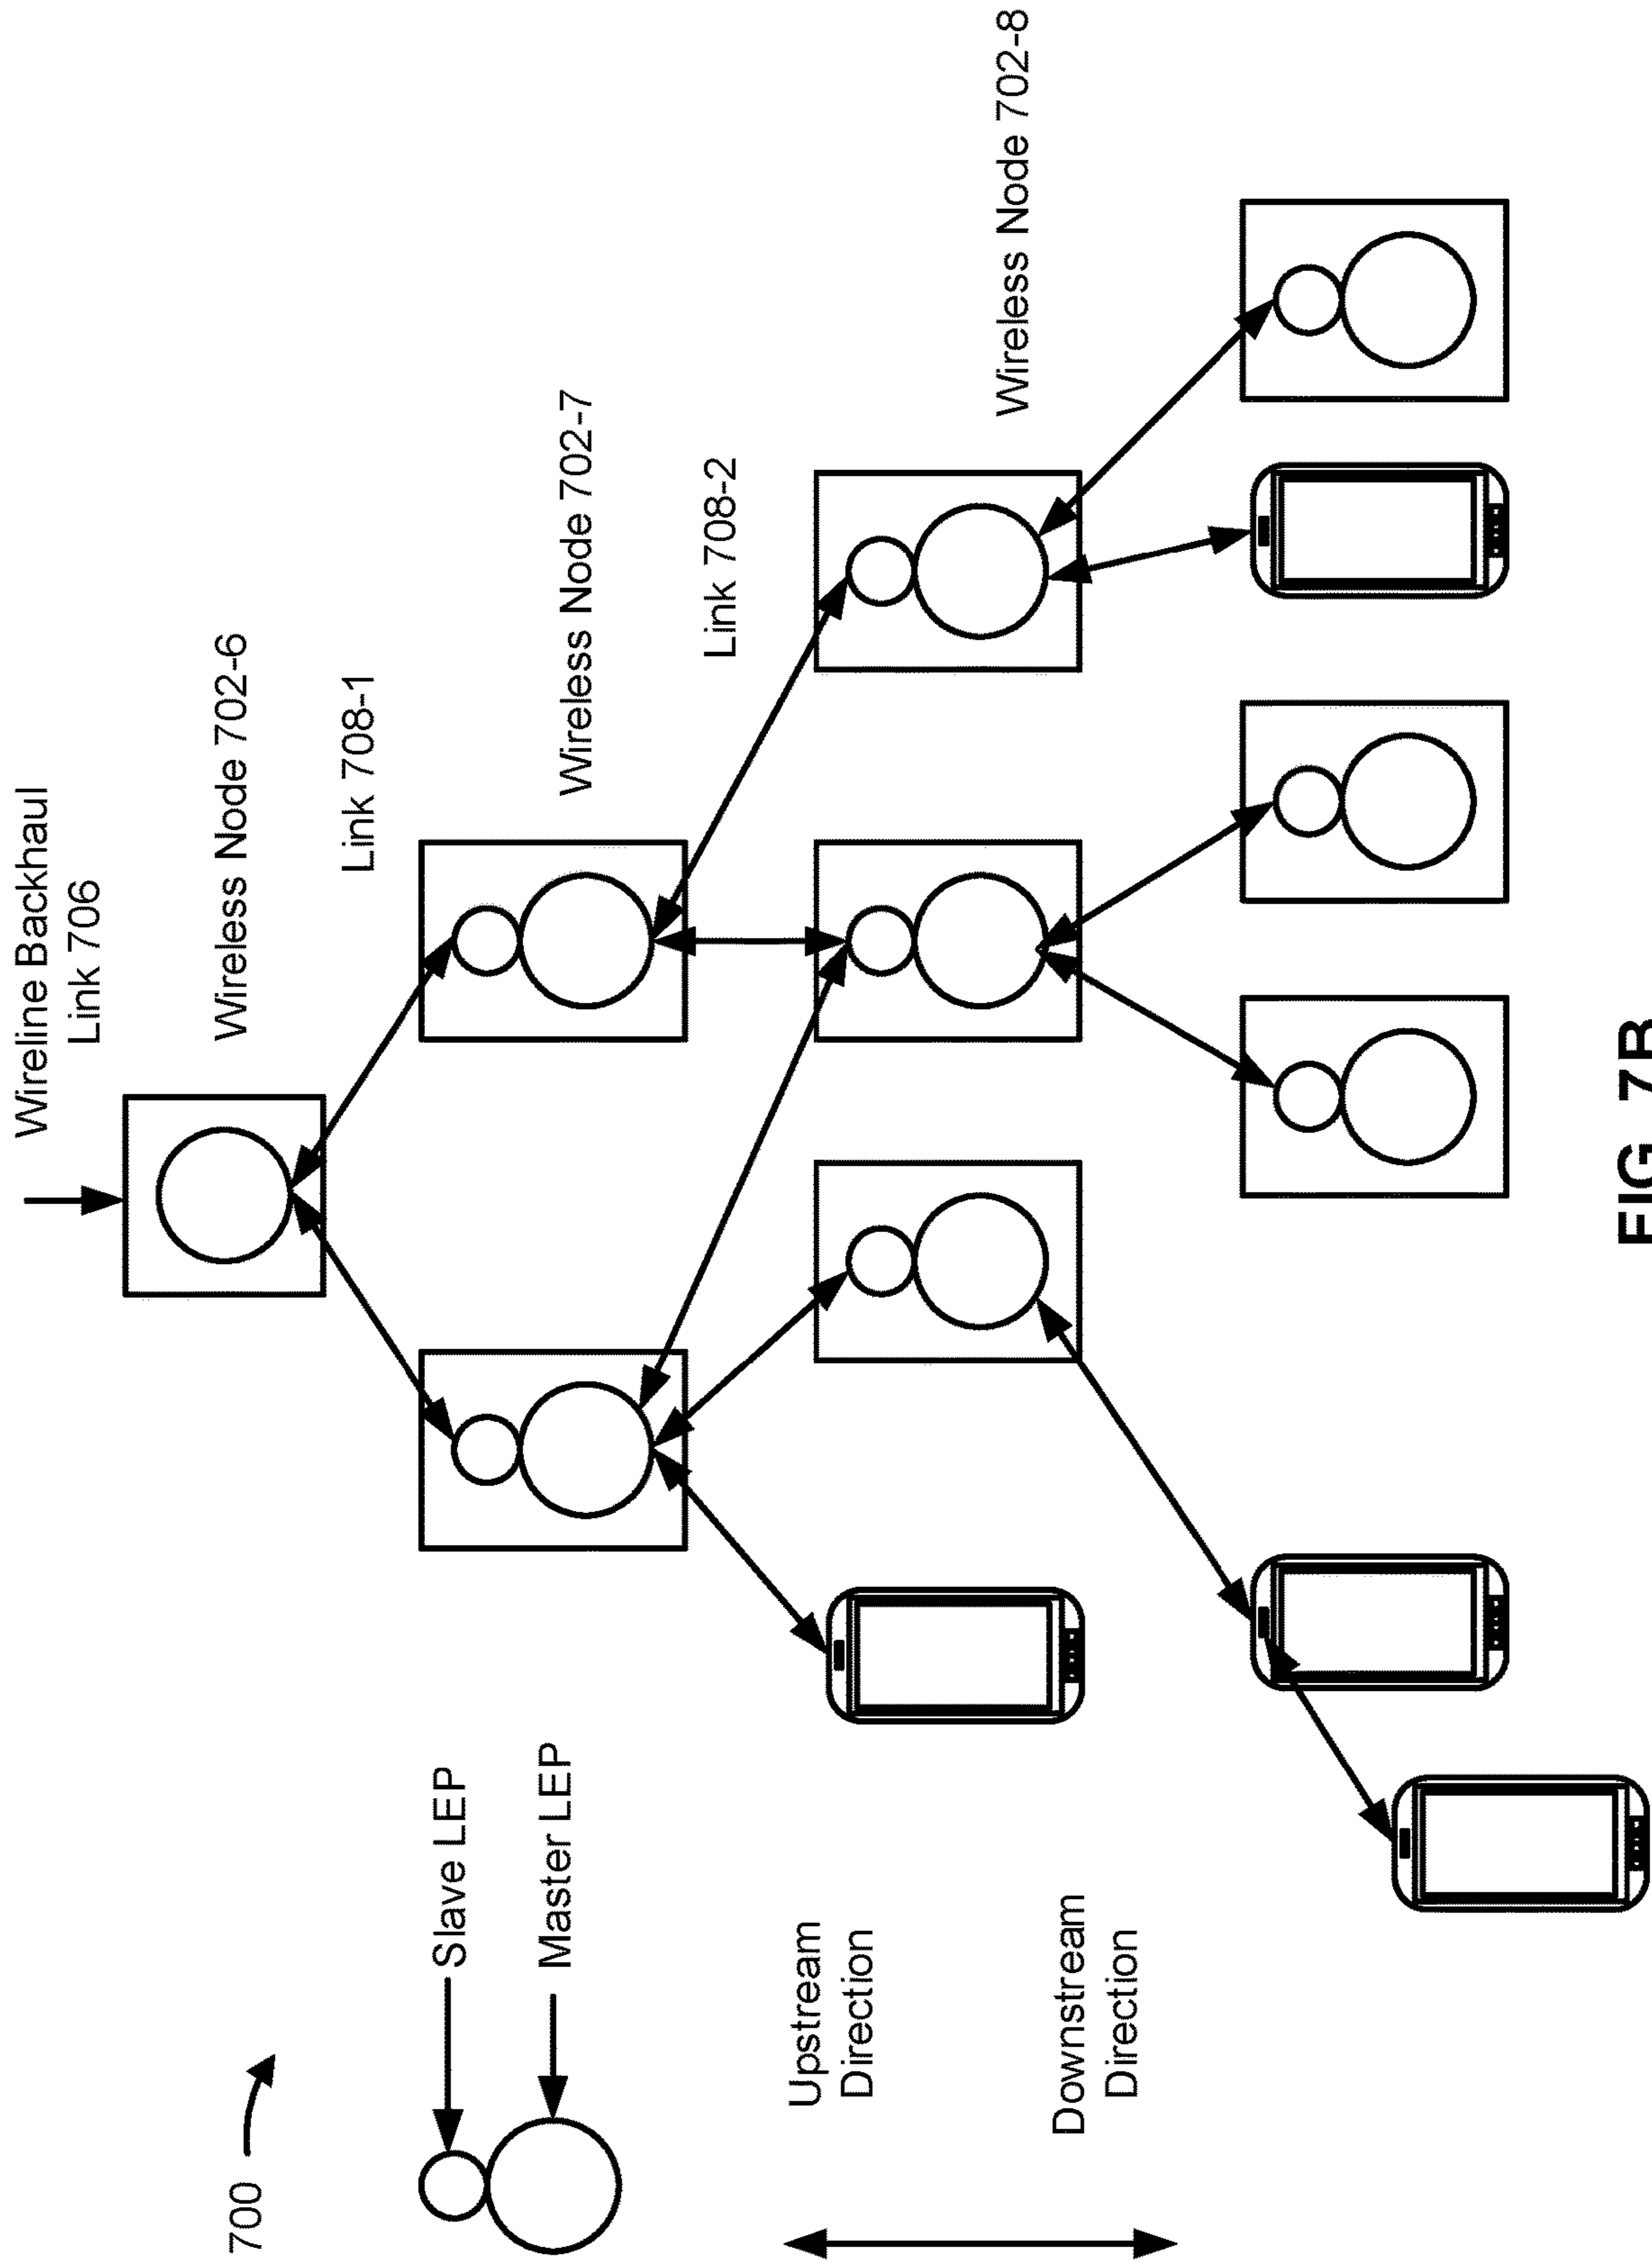 Wireline Backhaul
Link 706
Wireless Node 702-6
Link 708-1
Wireless Node 702-7
Link 708-2
Wireless Node 702-8
700
Slave LEP
Master LEP
Upstream
Direction
Downstream
Direction
FIG. 7B